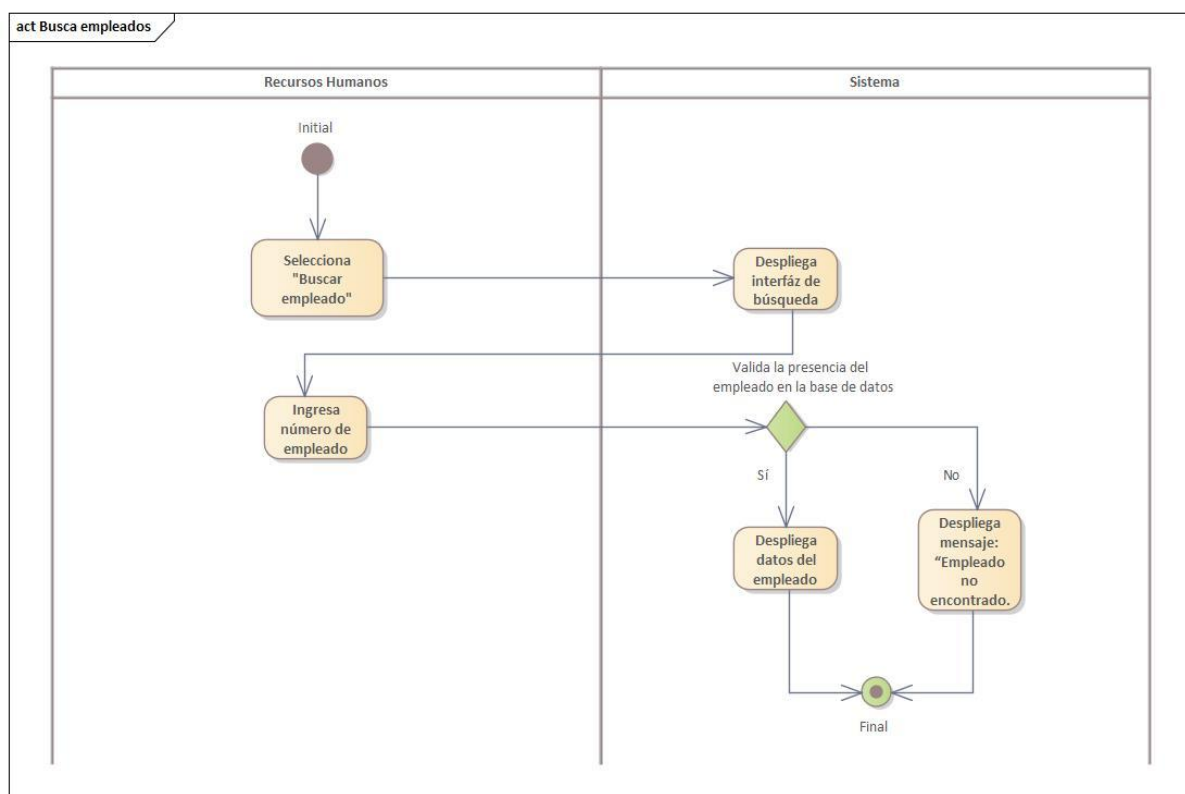 act Busca empleados
Recursos Humanos
Sistema
Initial
Selecciona
"Buscar
empleado"
Despliega
interfáz de
búsqueda
Valida la presencia del
empleado en la base de datos
Ingresa
número de
empleado
Sí
No
Despliega
datos del
empleado
Despliega
mensaje:
“Empleado
no
encontrado.
Final